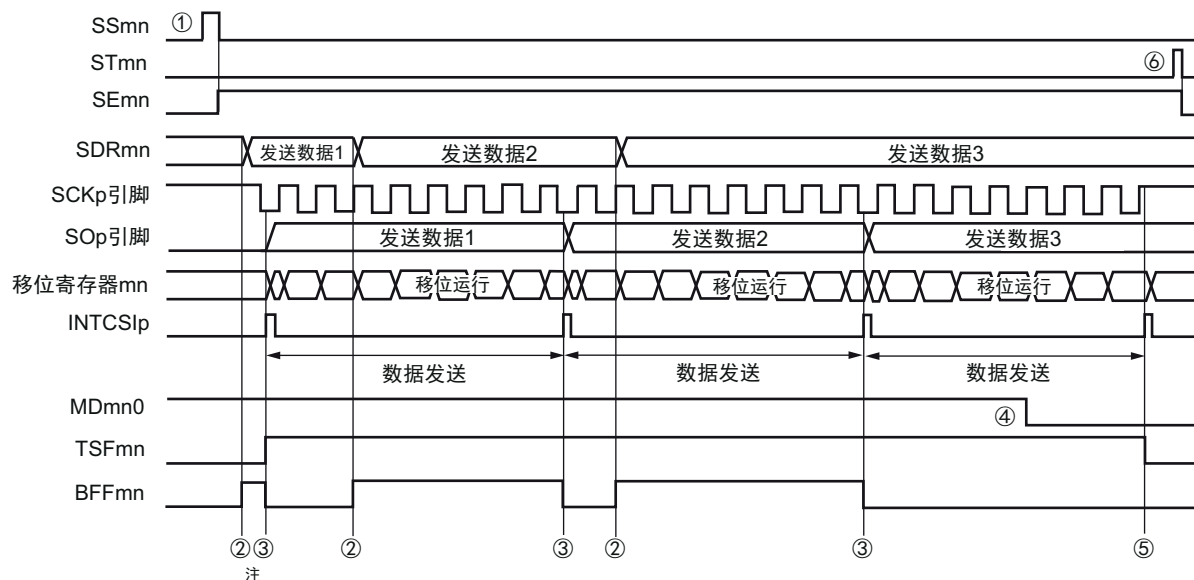 SSmn ①
STmn ⑥
SEmn
SDRmn 发送数据1 发送数据2 发送数据3
SCKp引脚
SOp引脚 发送数据1 发送数据2 发送数据3
移位寄存器mn 移位运行 移位运行 移位运行
INTCSIp
数据发送 数据发送 数据发送
MDmn0 ④
TSFmn
BFFmn
②③ ② ③ ② ③ ⑤
注